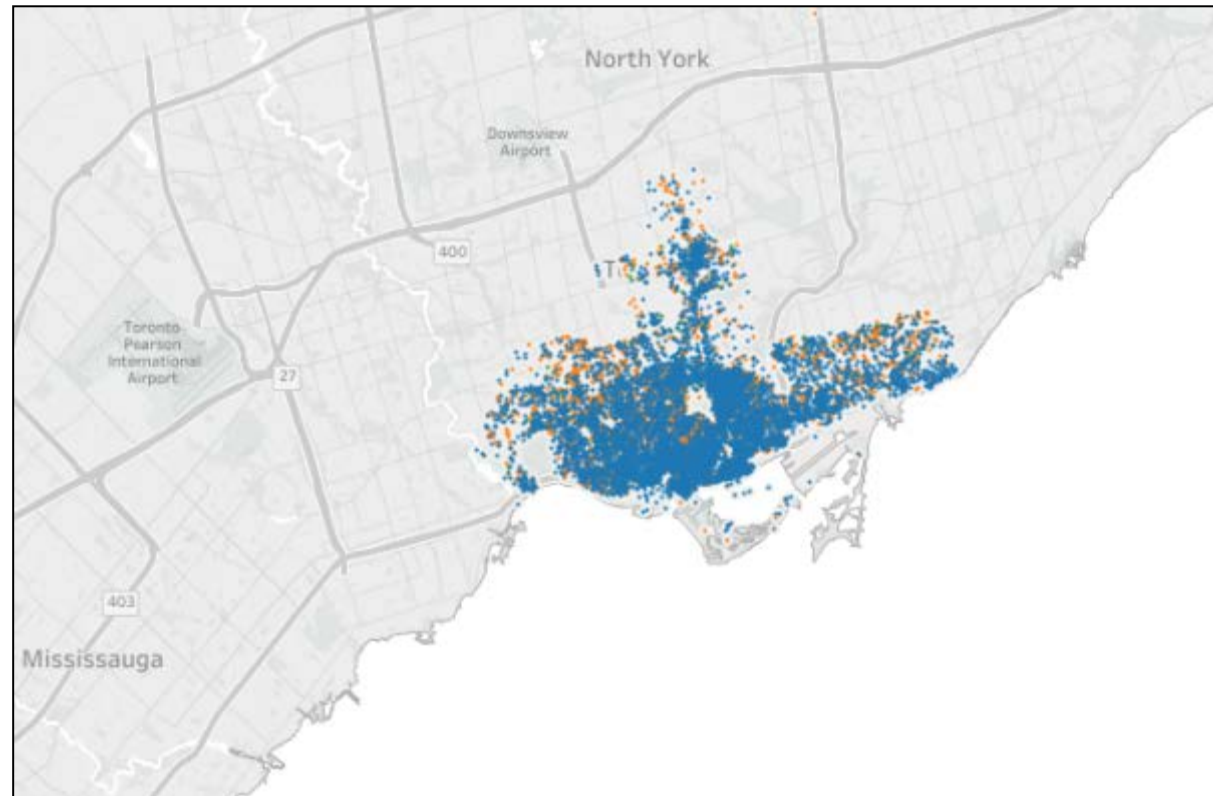 North York
Downsview
Airport
400
Toronto
Pearson
International
Airport
27
403
Mississauga